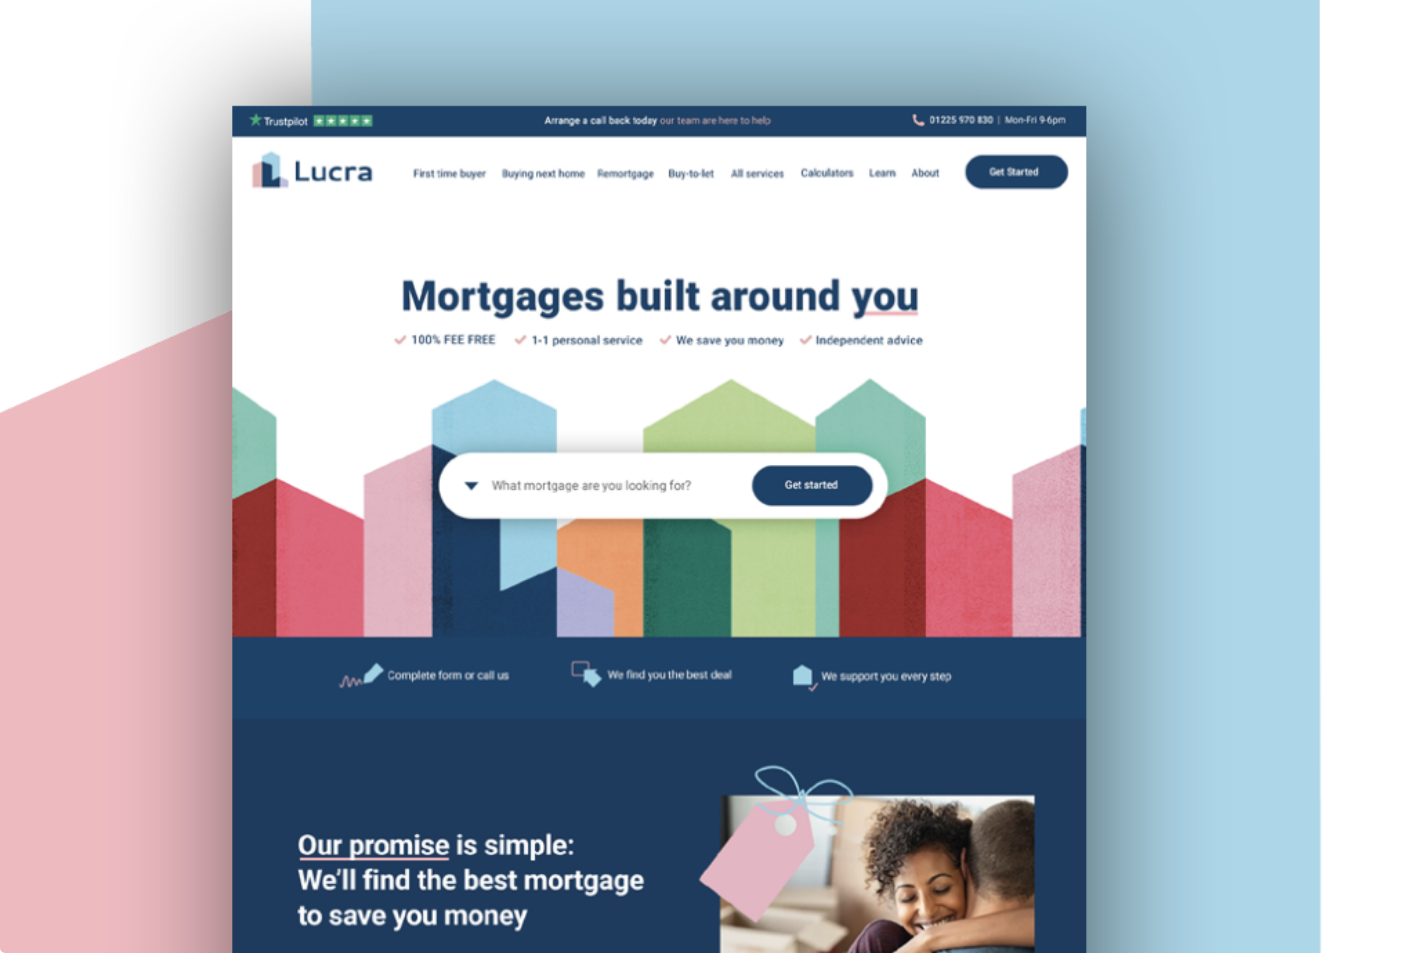 Trustpilot
Arrange a call back today our team are here to help
01225 970 830 | Mon-Fri 9-6pm
Lucra
First time buyer
Buying next home
Remortgage
Buy-to-let
All services
Calculators
Learn
About
Get Started
Mortgages built around you
100% FEE FREE
1-1 personal service
We save you money
Independent advice
What mortgage are you looking for?
Get started
Complete form or call us
We find you the best deal
We support you every step
Our promise is simple:
We'll find the best mortgage
to save you money